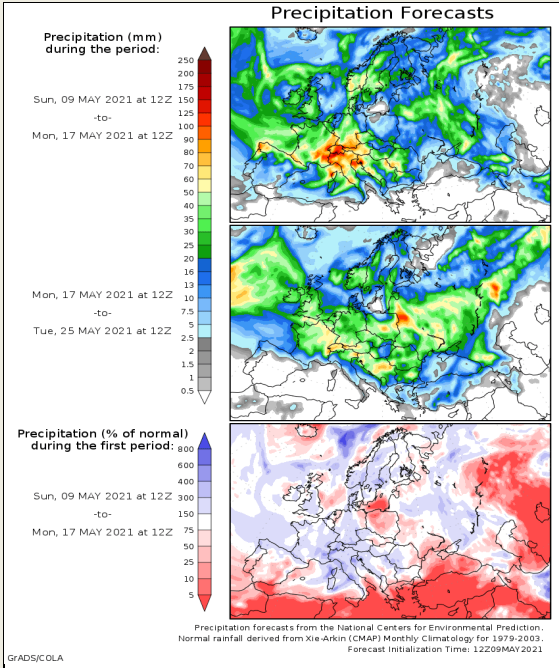 Precipitation Forecasts
Precipitation (mm)
during the period:
Sun, 09 MAY 2021 at 12Z
-to-
Mon, 17 MAY 2021 at 12Z
250
200
175
150
125
100
90
80
70
60
50
40
35
30
25
20
16
13
10
7.5
5
2.5
2
1.5
1
0.5
Mon, 17 MAY 2021 at 12Z
-to-
Tue, 25 MAY 2021 at 12Z
Precipitation (% of normal)
during the first period:
Sun, 09 MAY 2021 at 12Z
-to-
Mon, 17 MAY 2021 at 12Z
800
600
400
300
150
75
50
25
10
5
Precipitation forecasts from the National Centers for Environmental Prediction.
Normal rainfall derived from Xie-Arkin (CMAP) Monthly Climatology for 1979-2003.
Forecast Initialization Time: 12Z09MAY2021
GrADS/COLA